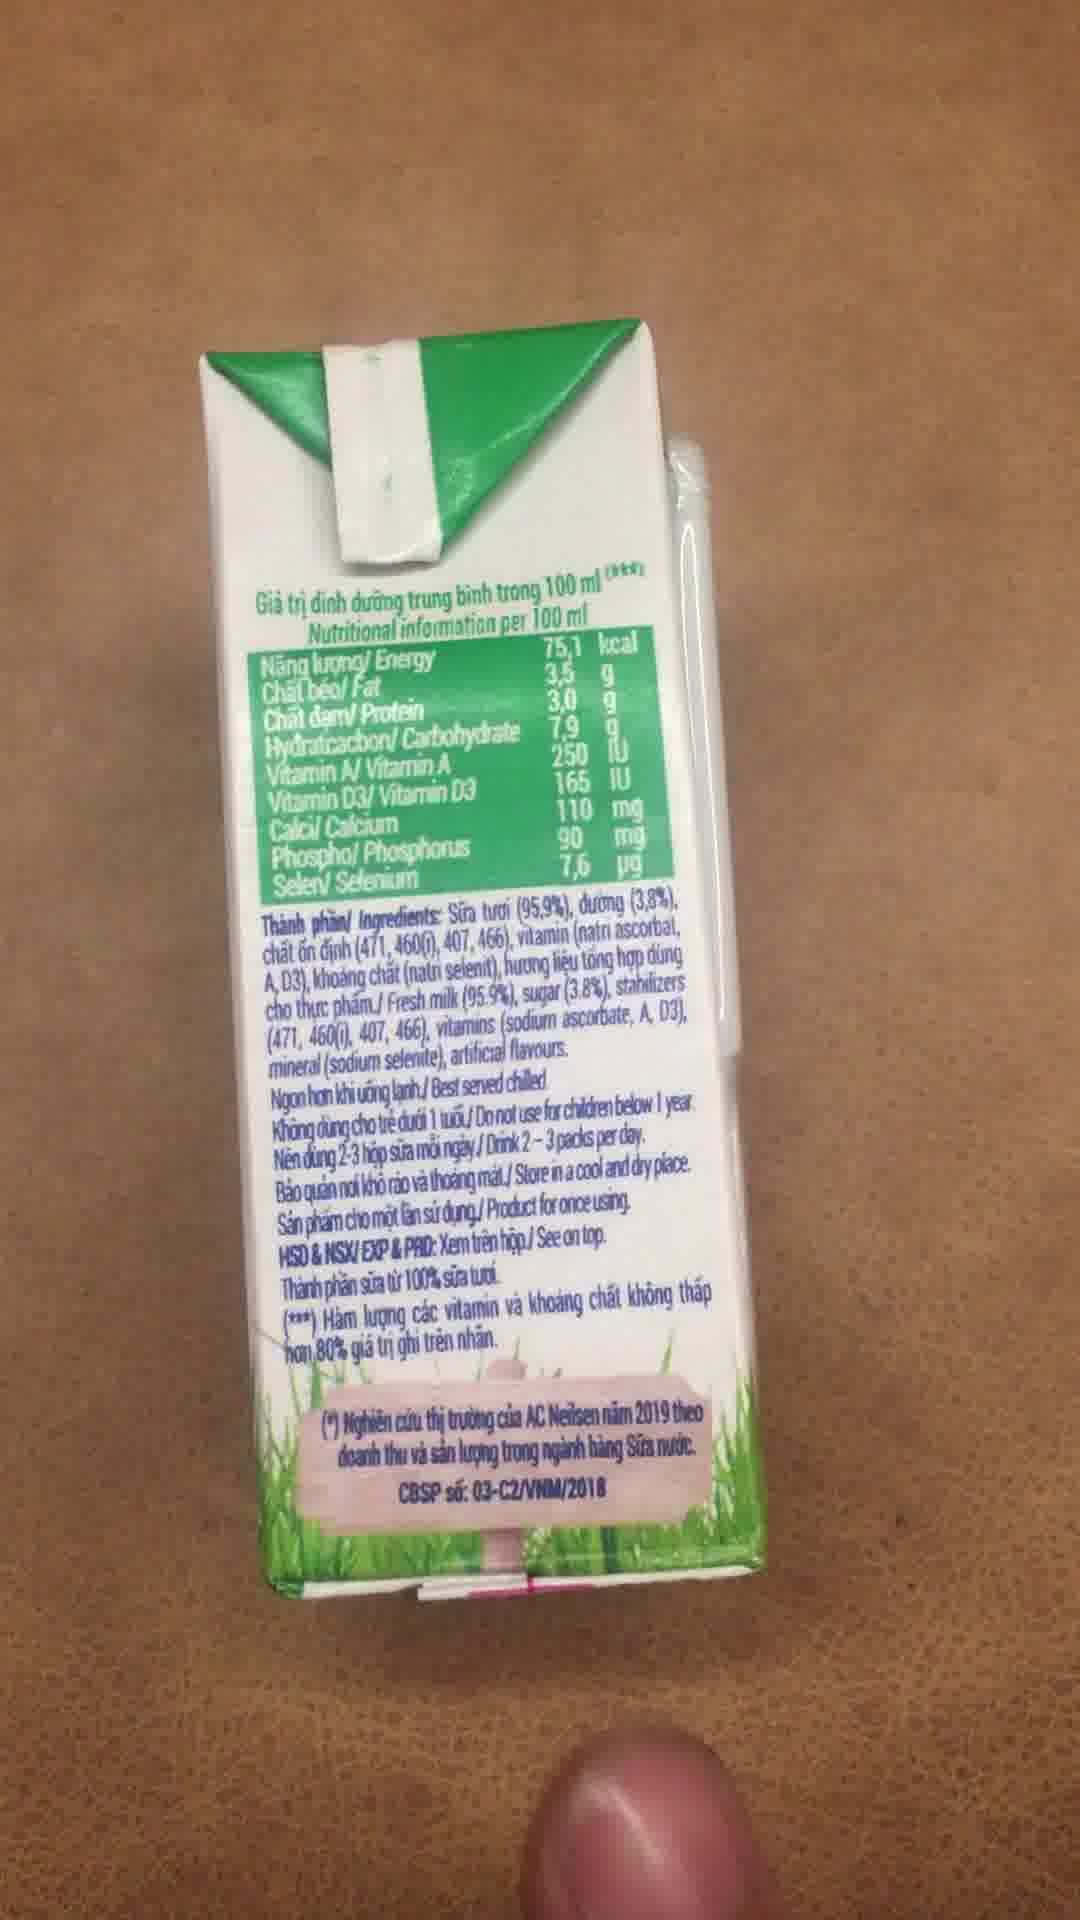 Giá trị dinh dưỡng trung bình trong 100 ml (***)
Nutritional information per 100 ml
Năng lượng/ Energy 75,1 kcal
Chất béo/ Fat 3,5 g
Chất đạm/ Protein 3,0 g
Hydratcacbon/ Carbohydrate 7,9 g
Vitamin A/ Vitamin A 250 IU
Vitamin D3/ Vitamin D3 165 IU
Calci/ Calcium 110 mg
Phospho/ Phosphorus 90 mg
Selen/ Selenium 7,6 µg
Thành phần/ Ingredients: Sữa tươi (95,9%), đường (3,8%),
chất ổn định (471, 460(i), 407, 466), vitamin (natri ascorbat,
A, D3), khoáng chất (natri selenit), hương liệu tổng hợp dùng
cho thực phẩm./ Fresh milk (95.9%), sugar (3.8%), stabilizers
(471, 460(i), 407, 466), vitamins (sodium ascorbate, A, D3),
mineral (sodium selenite), artificial flavours.
Ngon hơn khi uống lạnh./ Best served chilled.
Không dùng cho trẻ dưới 1 tuổi./ Do not use for children below 1 year.
Nên dùng 2-3 hộp sữa mỗi ngày./ Drink 2 - 3 packs per day.
Bảo quản nơi khô ráo và thoáng mát./ Store in a cool and dry place.
Sản phẩm cho một lần sử dụng./ Product for once using.
HSD & NSX/ EXP & PRD: Xem trên hộp./ See on top.
Thành phần sữa từ 100% sữa tươi.
(***) Hàm lượng các vitamin và khoáng chất không thấp
hơn 80% giá trị ghi trên nhãn.
(*) Nghiên cứu thị trường của AC Neilsen năm 2019 theo
doanh thu và sản lượng trong ngành hàng Sữa nước.
CBSP số: 03-C2/VNM/2018